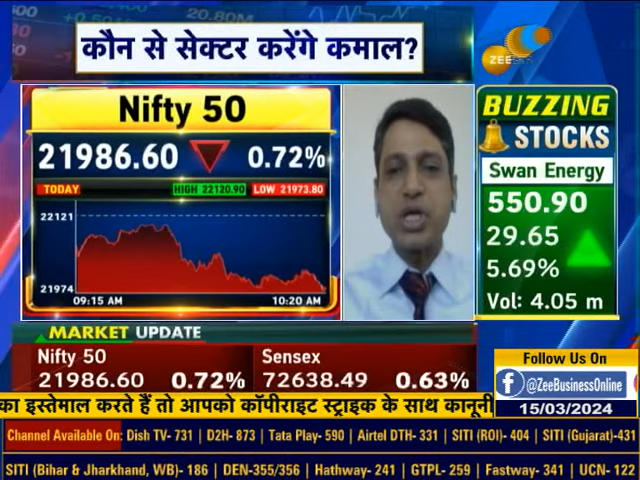 20.80M
कौन से सेक्टर करेंगे कमाल?
ZEE
Nifty 50
21986.60 0.72%
TODAY HIGH 22120.90 LOW 21973.80
22121
21974
09:15 AM 10:20 AM
BUZZING
STOCKS
Swan Energy
550.90
29.65
5.69%
Vol: 4.05 m
MARKET UPDATE
Nifty 50 Sensex
21986.60 0.72% 72638.49 0.63%
Follow Us On
f @ZeeBusinessOnline
15/03/2024
का इस्तेमाल करते हैं तो आपको कॉपीराइट स्ट्राइक के साथ कानूनी
Channel Available On: Dish TV- 731 | D2H- 873 | Tata Play- 590 | Airtel DTH- 331 | SITI (ROI)- 404 | SITI (Gujarat)-431
SITI (Bihar & Jharkhand, WB)- 186 | DEN-355/356 | Hathway- 241 | GTPL- 259 | Fastway- 341 | UCN- 122